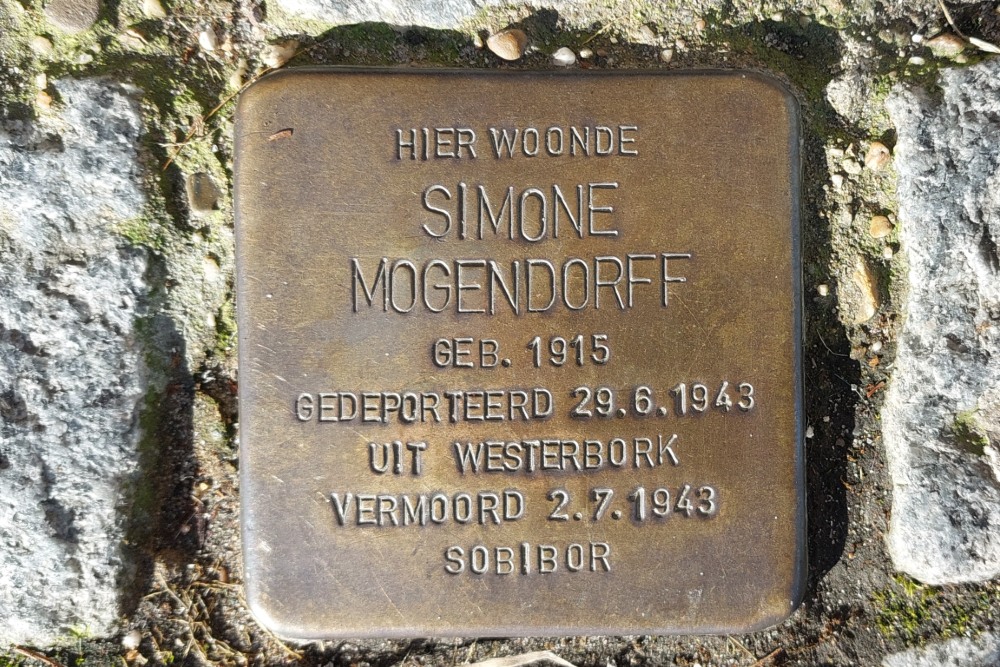 HIER WOONDE
SIMONE
MOGENDORFF
GEB. 1915
GEDEPORTEERD 29.6.1943
UIT WESTERBORK
VERMOORD 2.7.1943
SOBIBOR